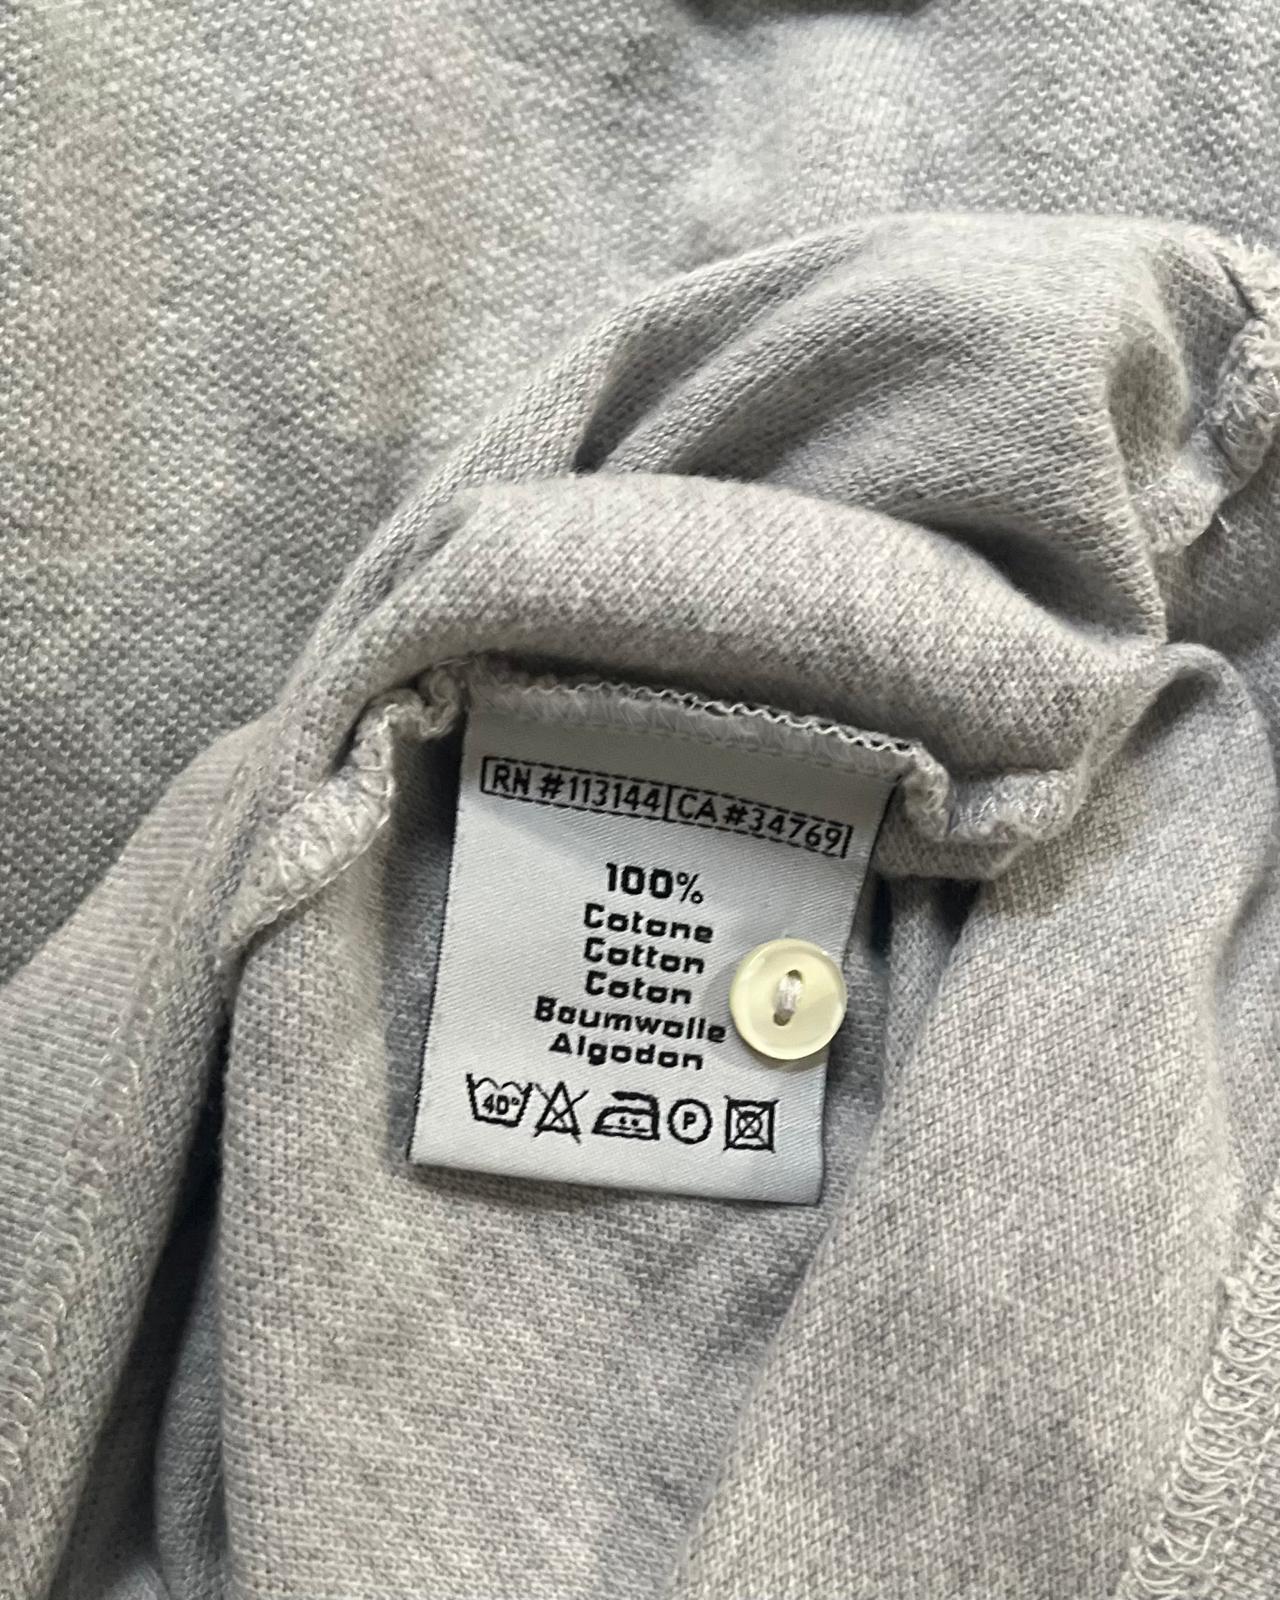 RN #113144 CA #34769
100%
Cotone
Cotton
Coton
Baumwolle
Algodon
40°
P